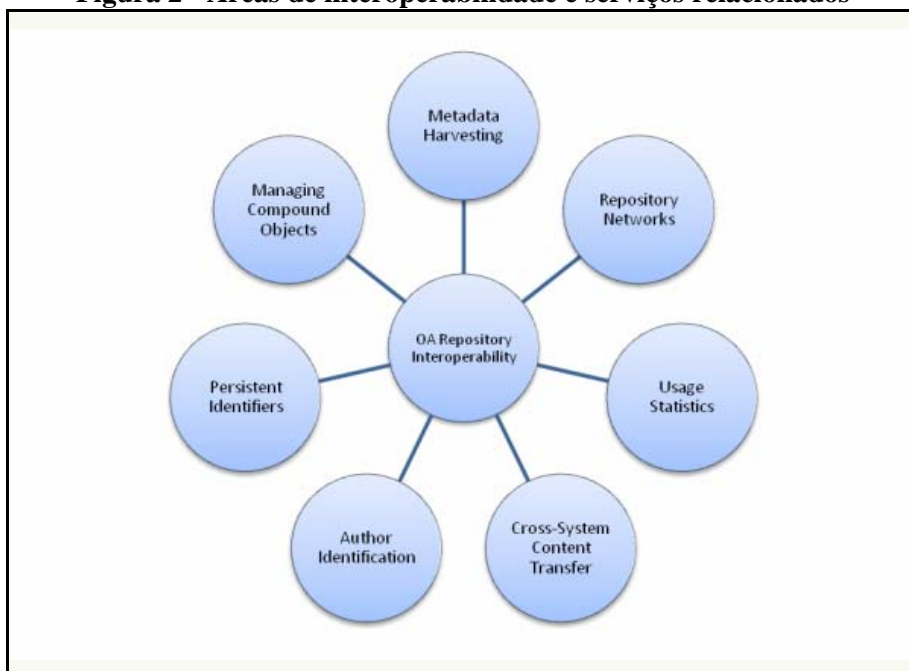 Figura 2 - Áreas de interoperabilidade e serviços relacionados
Metadata
Harvesting
Managing
Compound
Objects
Repository
Networks
OA Repository
Interoperability
Persistent
Identifiers
Usage
Statistics
Author
Identification
Cross-System
Content
Transfer